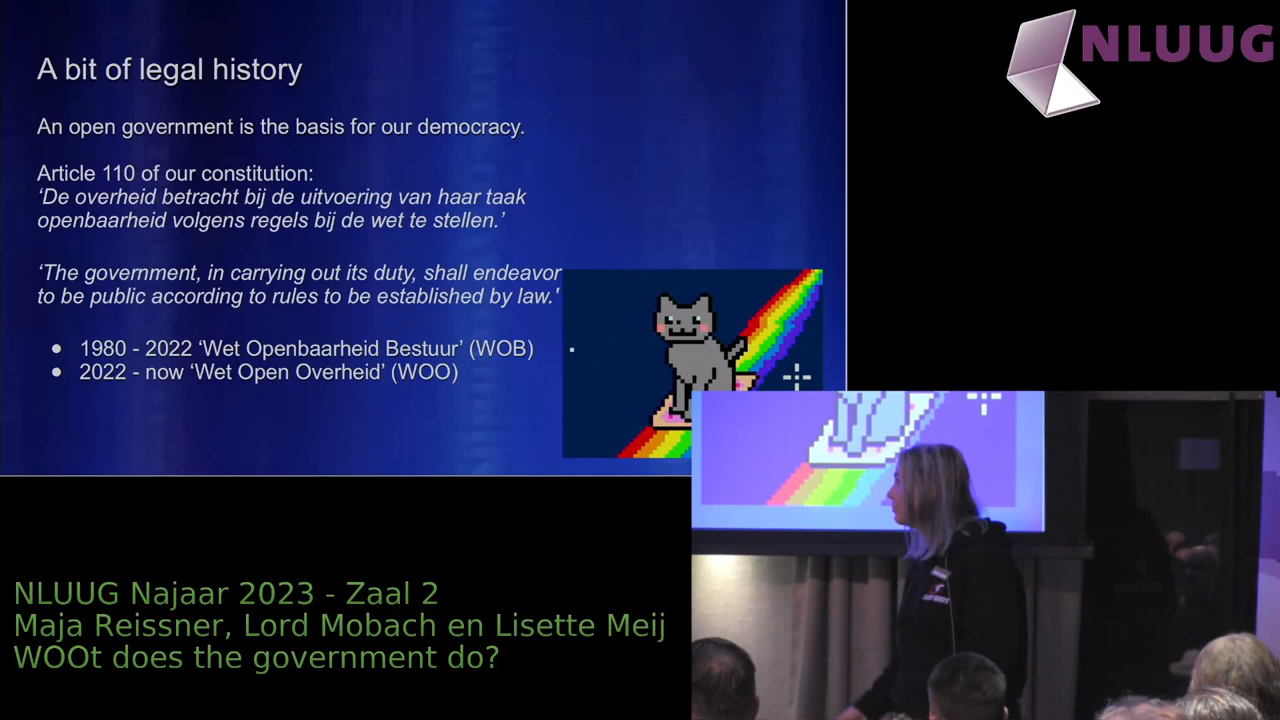 A bit of legal history
An open government is the basis for our democracy.
Article 110 of our constitution:
‘De overheid betracht bij de uitvoering van haar taak
openbaarheid volgens regels bij de wet te stellen.’
‘The government, in carrying out its duty, shall endeavor
to be public according to rules to be established by law.'
● 1980 - 2022 ‘Wet Openbaarheid Bestuur’ (WOB)
● 2022 - now ‘Wet Open Overheid’ (WOO)
NLUUG
NLUUG Najaar 2023 - Zaal 2
Maja Reissner, Lord Mobach en Lisette Meij
WOOt does the government do?